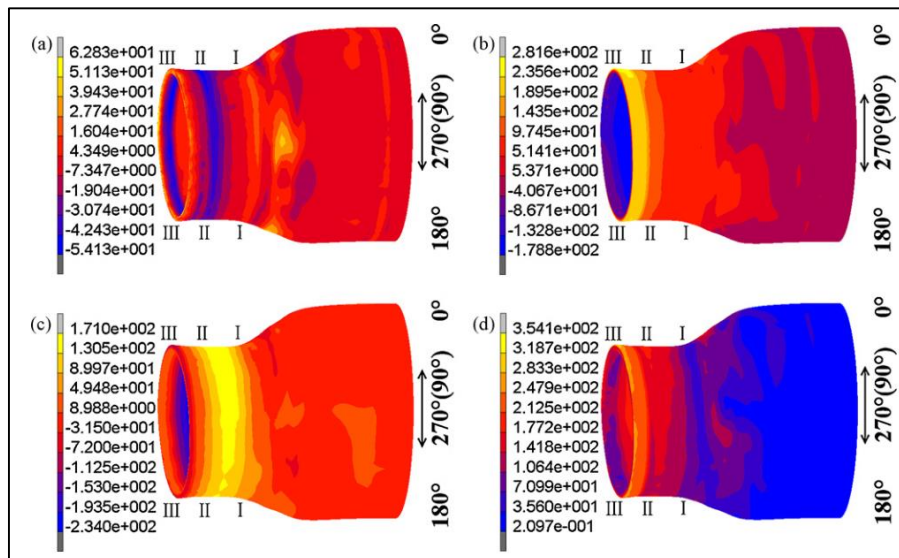 (a)
6.283e+001
5.113e+001
3.943e+001
2.774e+001
1.604e+001
4.349e+000
-7.347e+000
-1.904e+001
-3.074e+001
-4.243e+001
-5.413e+001
III II I
III II I
0°
270°(90°)
180°
(b)
2.816e+002
2.356e+002
1.895e+002
1.435e+002
9.745e+001
5.141e+001
5.371e+000
-4.067e+001
-8.671e+001
-1.328e+002
-1.788e+002
III II I
III II I
0°
270°(90°)
180°
(c)
1.710e+002
1.305e+002
8.997e+001
4.948e+001
8.988e+000
-3.150e+001
-7.200e+001
-1.125e+002
-1.530e+002
-1.935e+002
-2.340e+002
III II I
III II I
0°
270°(90°)
180°
(d)
3.541e+002
3.187e+002
2.833e+002
2.479e+002
2.125e+002
1.772e+002
1.418e+002
1.064e+002
7.099e+001
3.560e+001
2.097e-001
III II I
III II I
0°
270°(90°)
180°